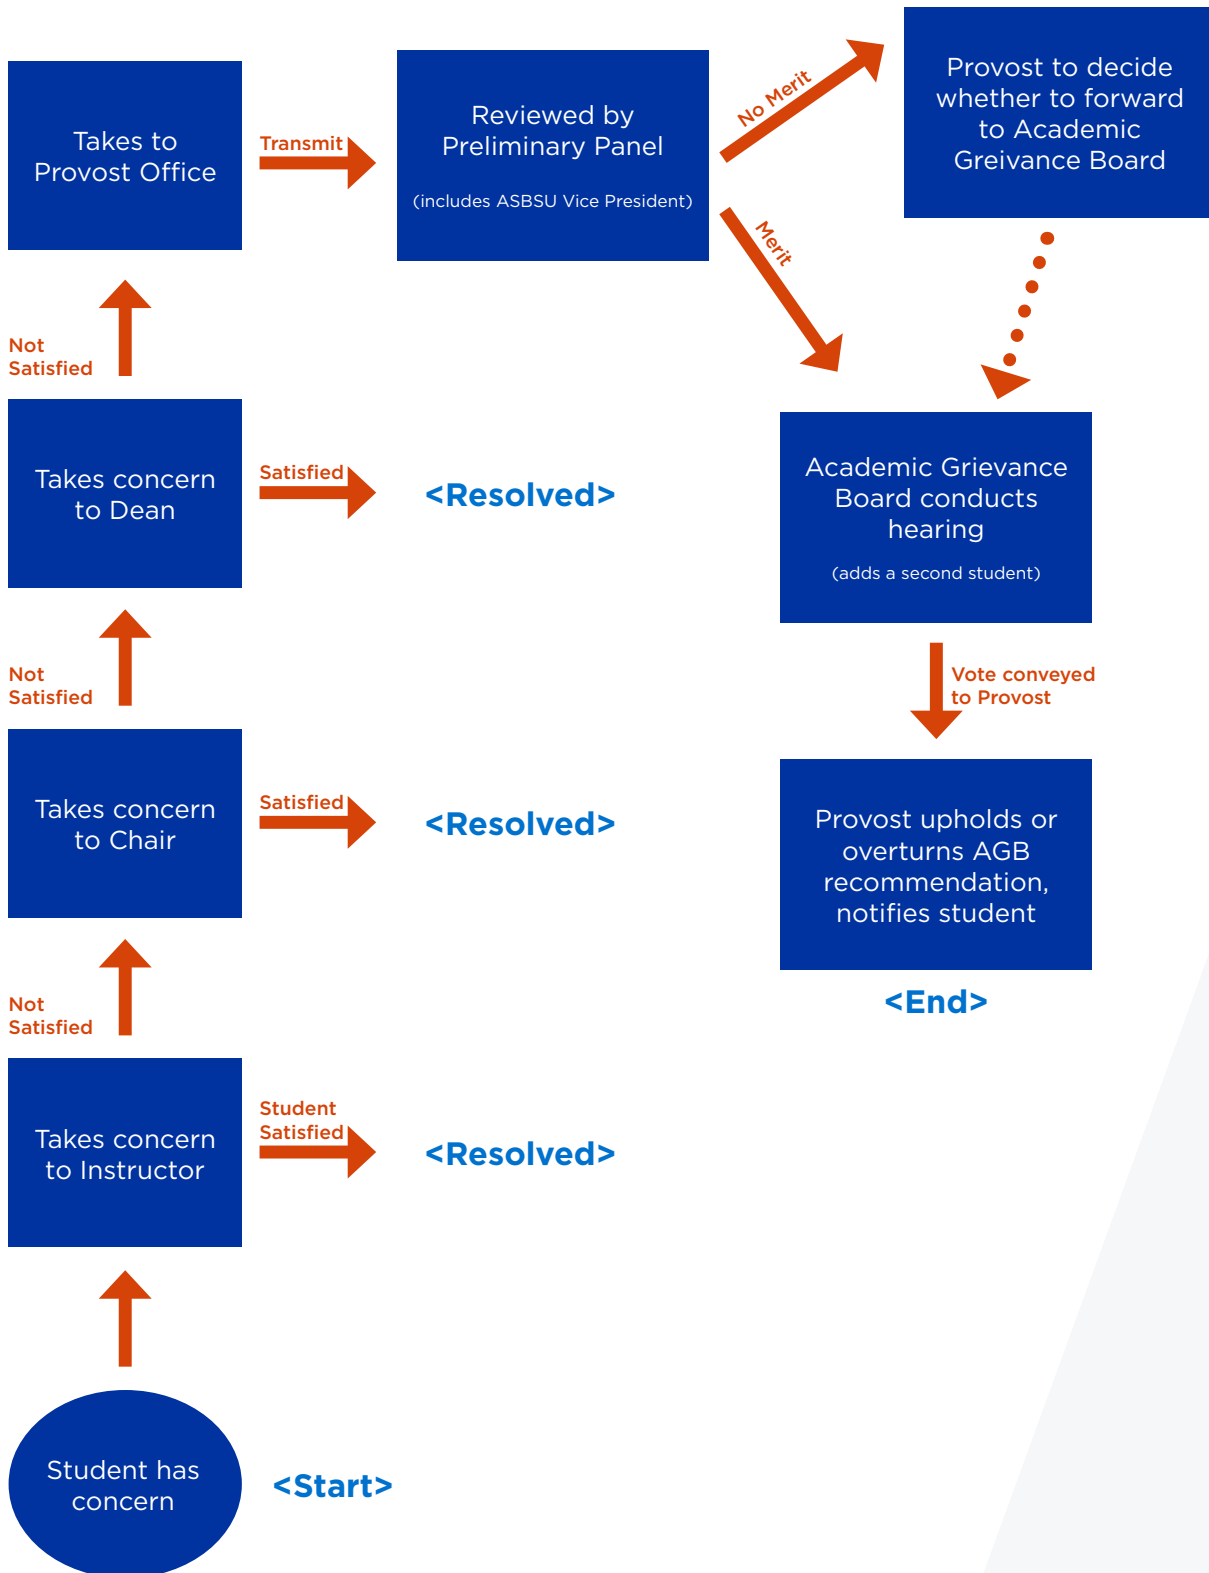 Takes to
Provost Office
Transmit
Reviewed by
Preliminary Panel
(includes ASBSU Vice President)
No Merit
Merit
Provost to decide
whether to forward
to Academic
Greivance Board
Not
Satisfied
Takes concern
to Dean
Satisfied
<Resolved>
Academic Grievance
Board conducts
hearing
(adds a second student)
Not
Satisfied
Vote conveyed
to Provost
Takes concern
to Chair
Satisfied
<Resolved>
Provost upholds or
overturns AGB
recommendation,
notifies student
<End>
Not
Satisfied
Takes concern
to Instructor
Student
Satisfied
<Resolved>
Student has
concern
<Start>